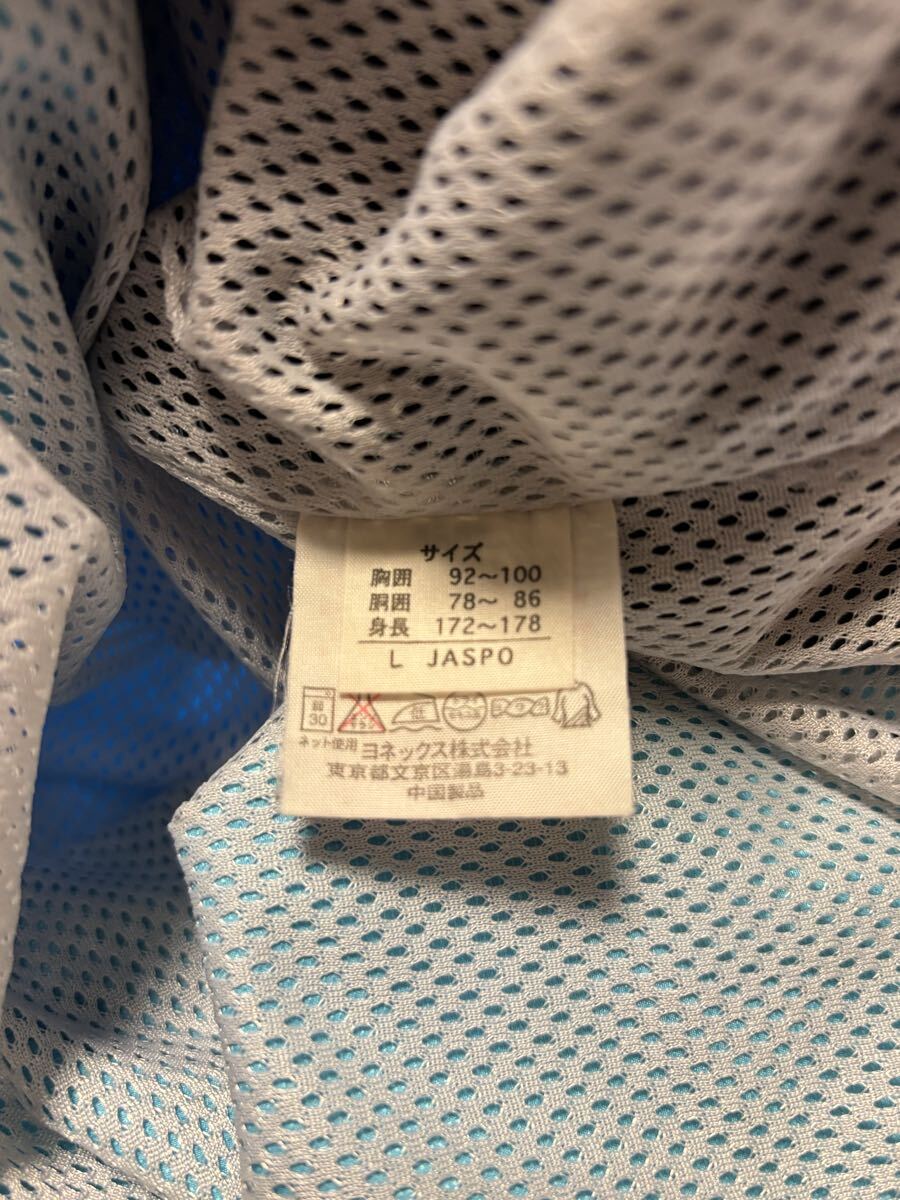 サイズ
胸囲 92～100
胴囲 78～ 86
身長 172～178
L JASPO
弱
30
ネット使用
ヨネックス株式会社
東京都文京区湯島3-23-13
中国製品